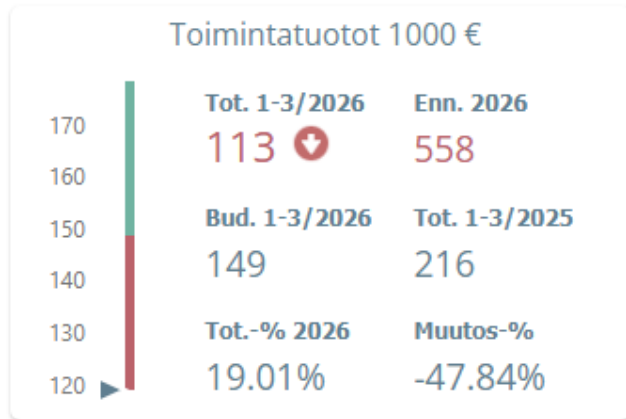 Toimintatuotot 1000 €
170
160
150
140
130
120
Tot. 1-3/2026 Enn. 2026
113 558
Bud. 1-3/2026 Tot. 1-3/2025
149 216
Tot.-% 2026 Muutos-%
19.01% -47.84%